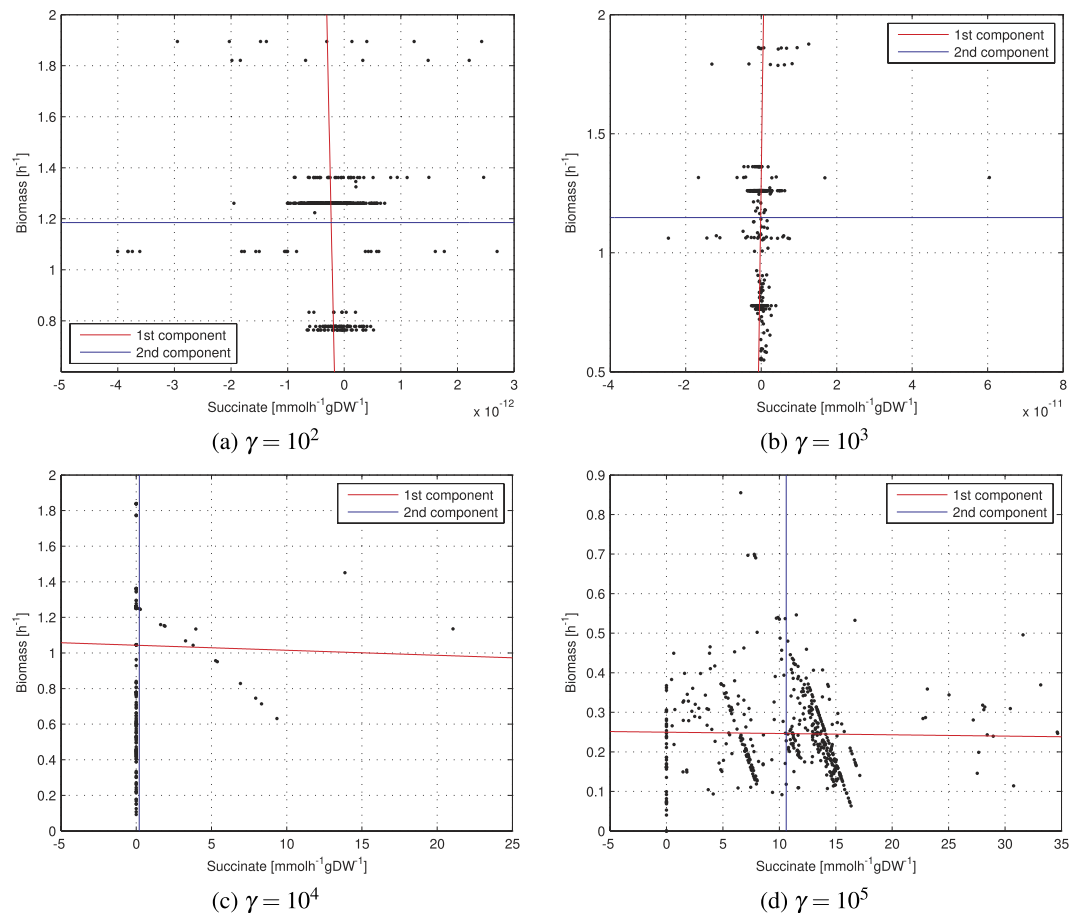 2
1.8
1.6
1.4
1.2
1
0.8
Biomass [h⁻¹]
1st component
2nd component
-5 -4 -3 -2 -1 0 1 2 3
Succinate [mmolh⁻¹gDW⁻¹]
x 10⁻¹²
(a) γ = 10²
2
1.5
1
0.5
Biomass [h⁻¹]
1st component
2nd component
-4 -2 0 2 4 6 8
Succinate [mmolh⁻¹gDW⁻¹]
x 10⁻¹¹
(b) γ = 10³
2
1.8
1.6
1.4
1.2
1
0.8
0.6
0.4
0.2
0
Biomass [h⁻¹]
1st component
2nd component
-5 0 5 10 15 20 25
Succinate [mmolh⁻¹gDW⁻¹]
(c) γ = 10⁴
0.9
0.8
0.7
0.6
0.5
0.4
0.3
0.2
0.1
0
Biomass [h⁻¹]
1st component
2nd component
-5 0 5 10 15 20 25 30 35
Succinate [mmolh⁻¹gDW⁻¹]
(d) γ = 10⁵